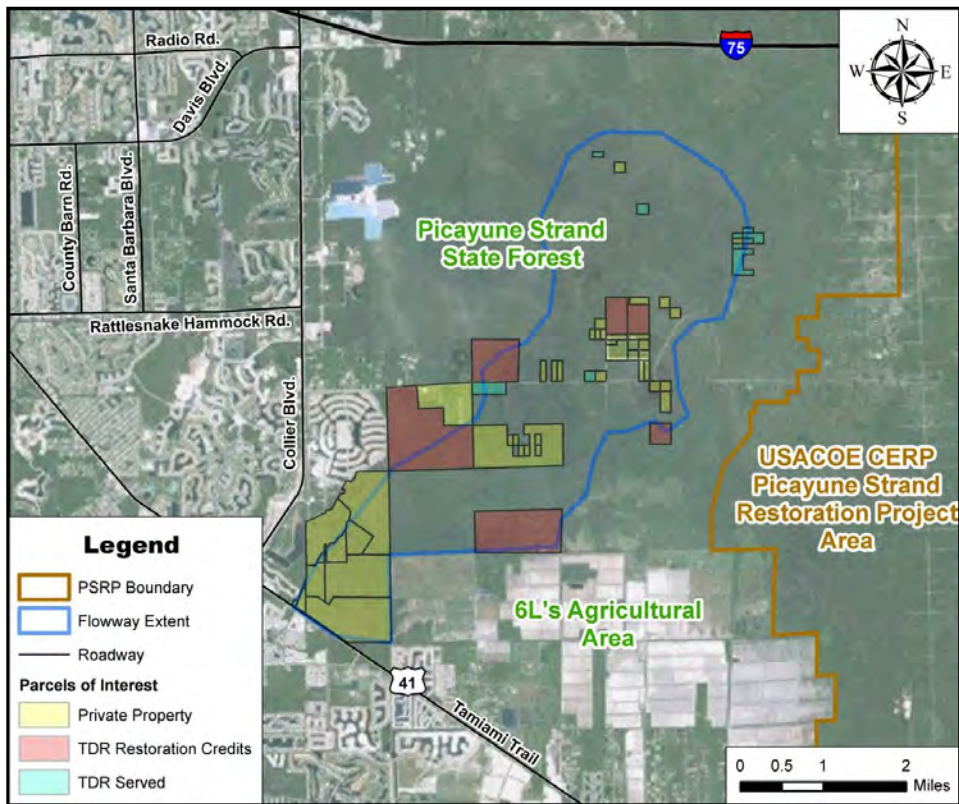 Radio Rd.
Davis Blvd.
75
N
W
E
S
County Barn Rd.
Santa Barbara Blvd.
Picayune Strand
State Forest
Rattlesnake Hammock Rd.
Collier Blvd.
USACOE CERP
Picayune Strand
Restoration Project
Area
6L's Agricultural
Area
41
Tamiami Trail
Legend
PSRP Boundary
Flowway Extent
Roadway
Parcels of Interest
Private Property
TDR Restoration Credits
TDR Served
0 0.5 1 2
Miles